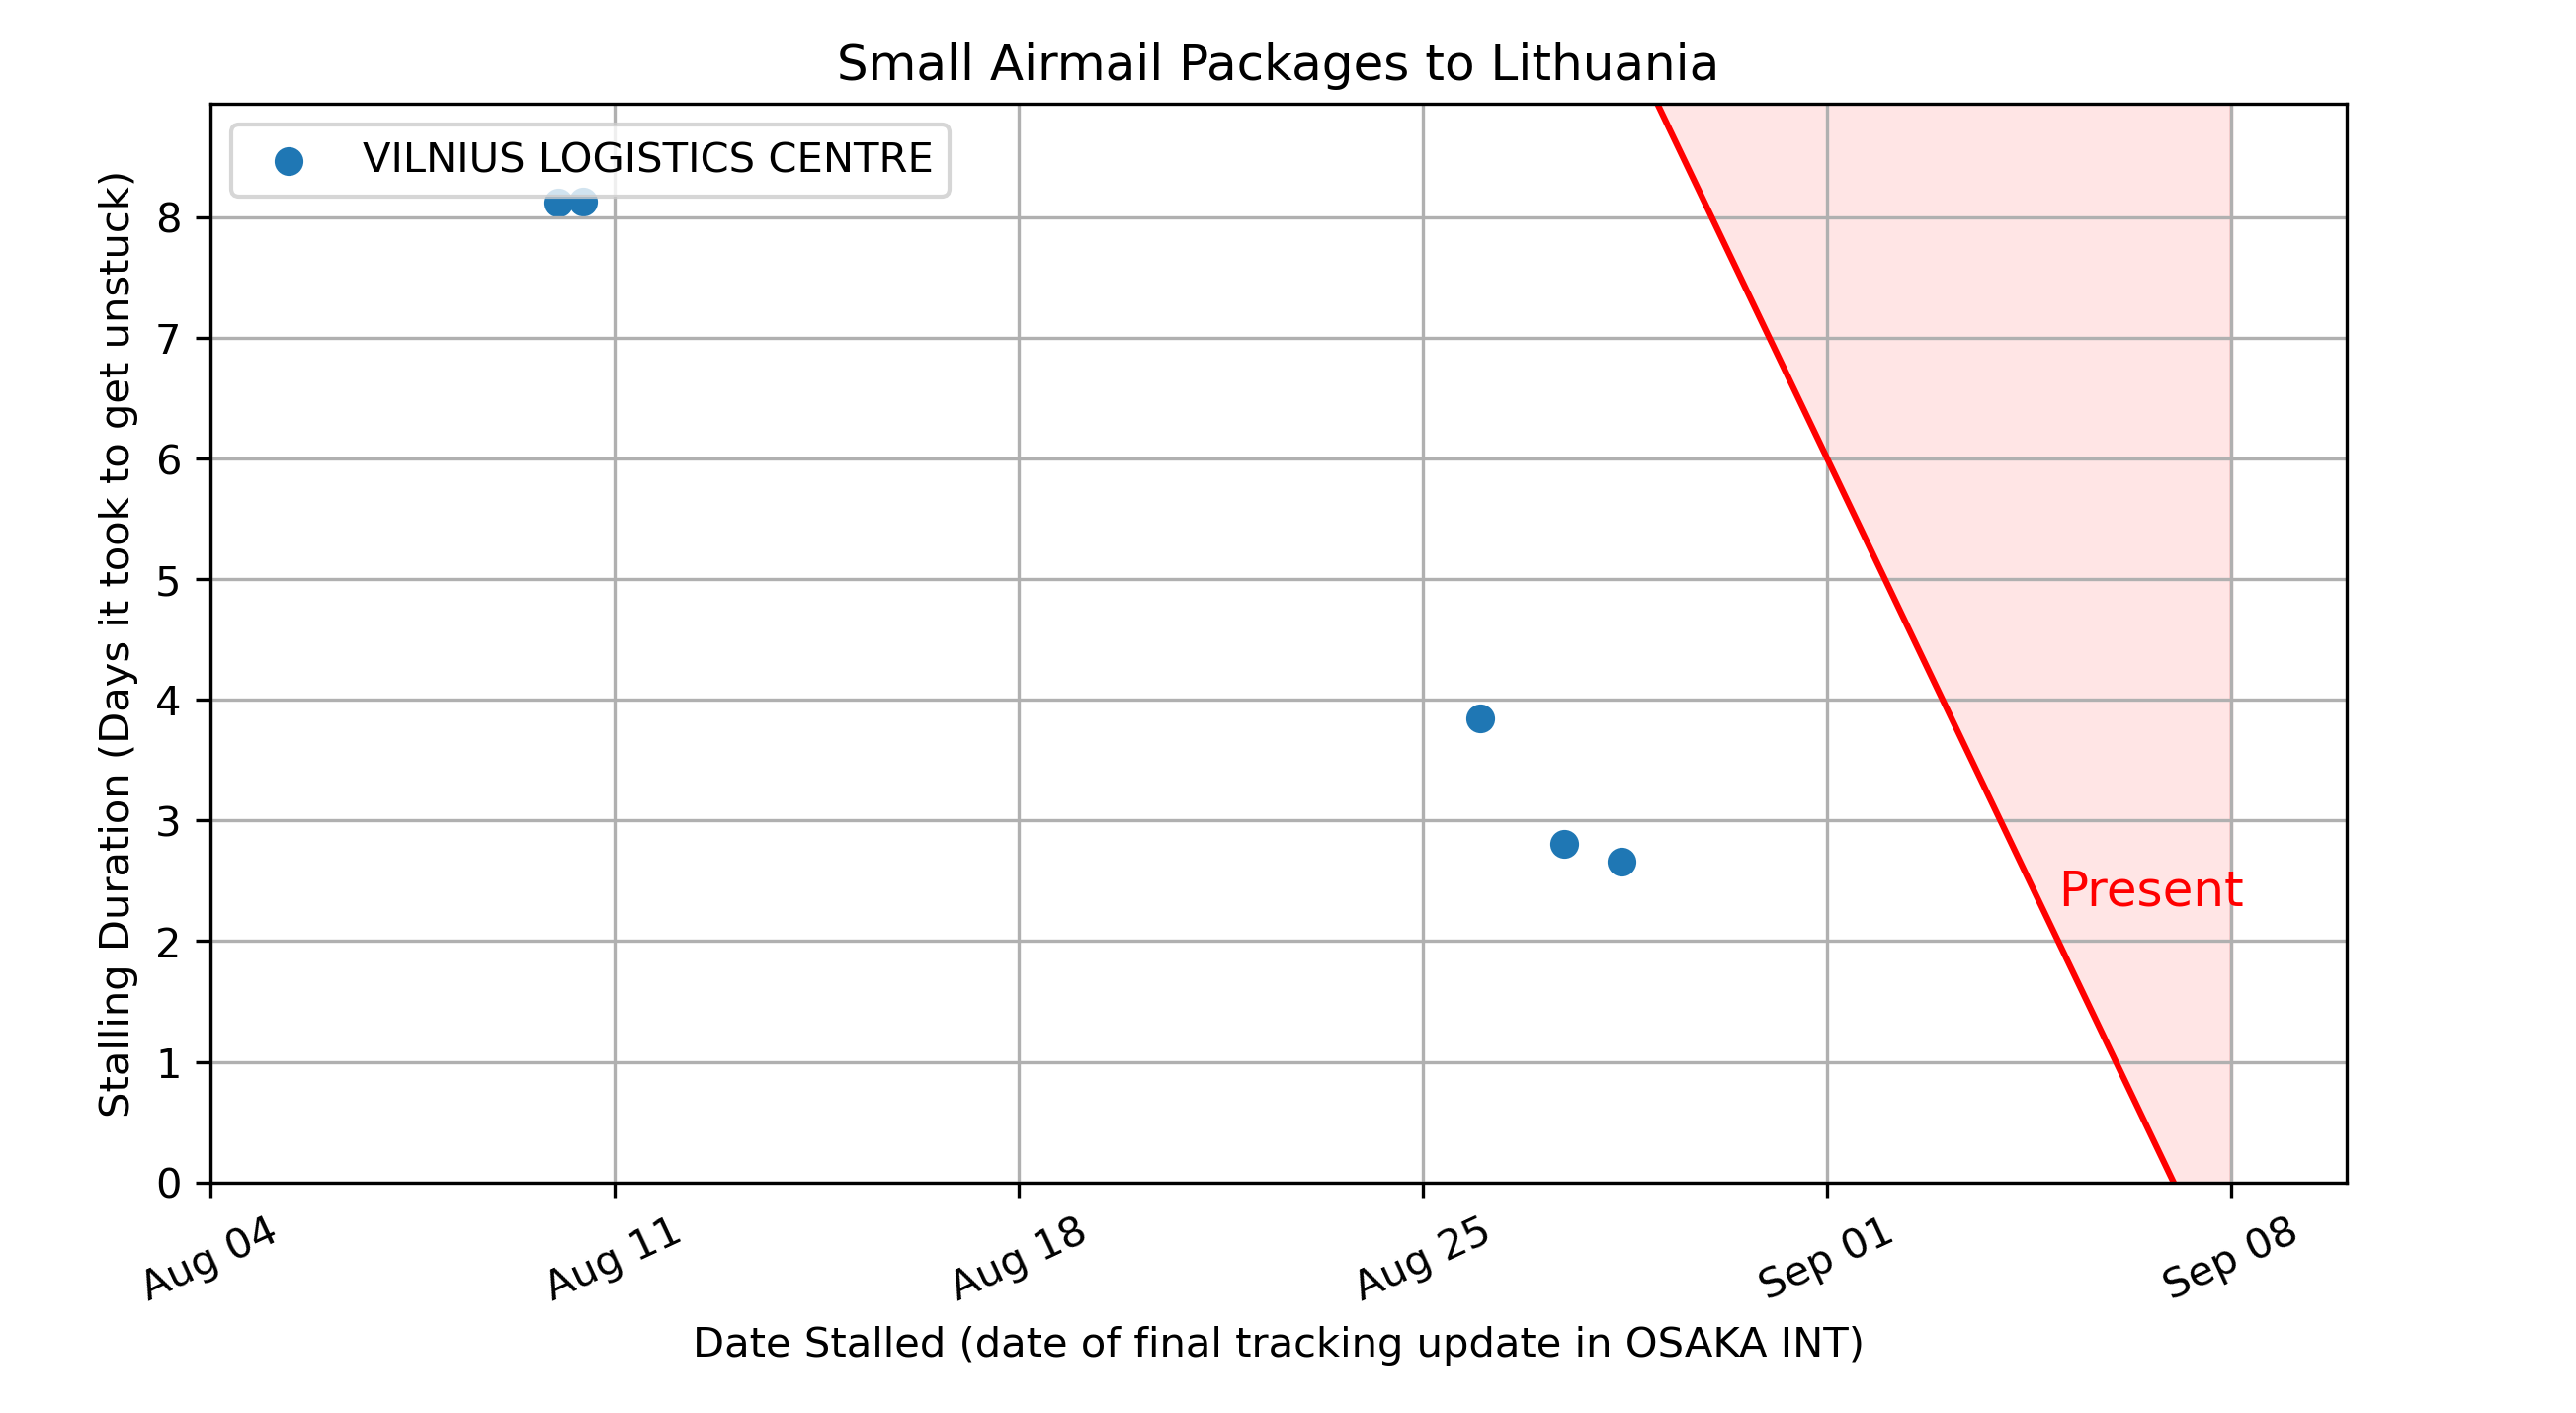 Small Airmail Packages to Lithuania
VILNIUS LOGISTICS CENTRE
Stalling Duration (Days it took to get unstuck)
8
7
6
5
4
3
2
1
0
Present
Aug 04
Aug 11
Aug 18
Aug 25
Sep 01
Sep 08
Date Stalled (date of final tracking update in OSAKA INT)